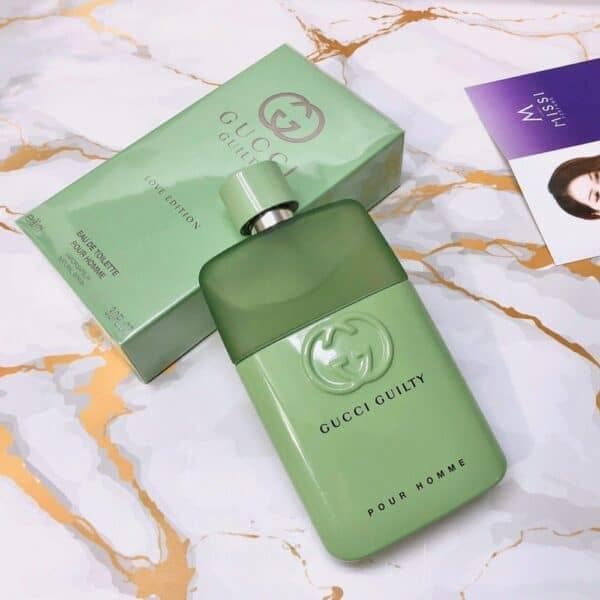 GUCCI
GUILTY
LOVE EDITION
EAU DE TOILETTE
POUR HOMME
GUCCI GUILTY
POUR HOMME
M
MISSI